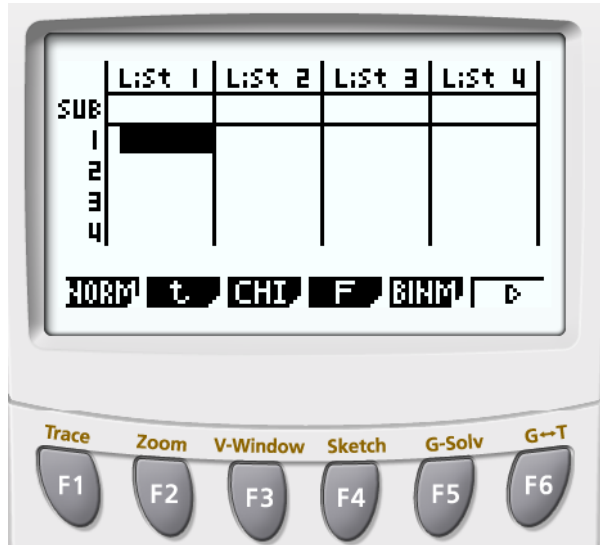 List 1 List 2 List 3 List 4
SUB
1
2
3
4
NORM t CHI F BINM ▷
Trace Zoom V-Window Sketch G-Solv G↔T
F1 F2 F3 F4 F5 F6